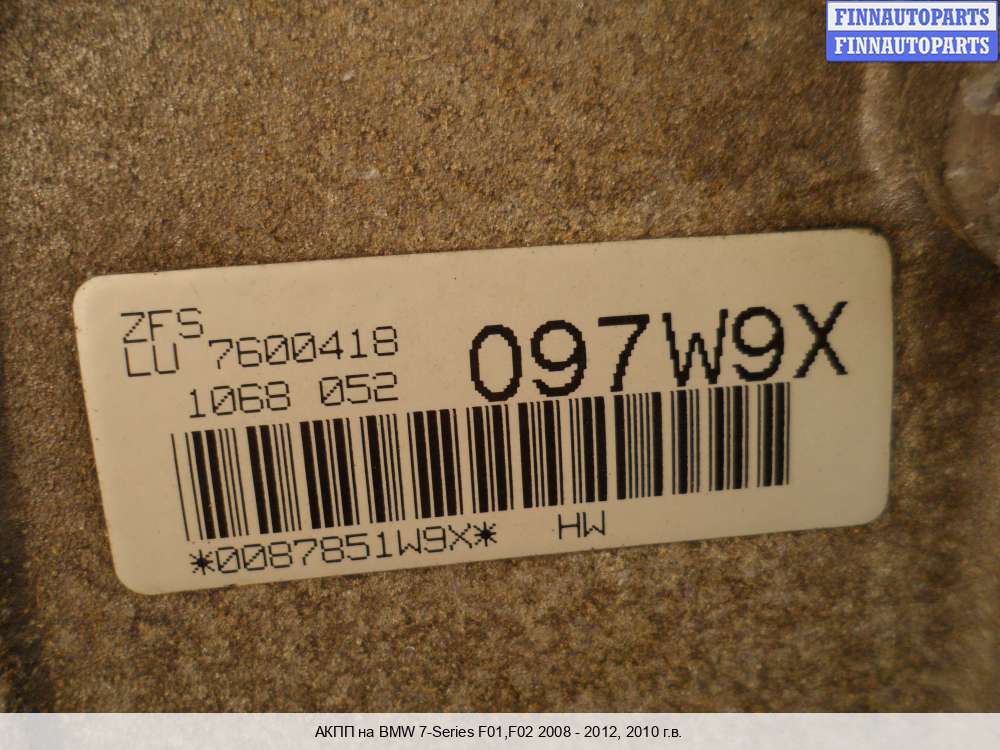 FINNAUTOPARTS
FINNAUTOPARTS
ZFS
LU 7600418
1068 052
097W9X
*0087851W9X* HW
АКПП на BMW 7-Series F01,F02 2008 - 2012, 2010 г.в.